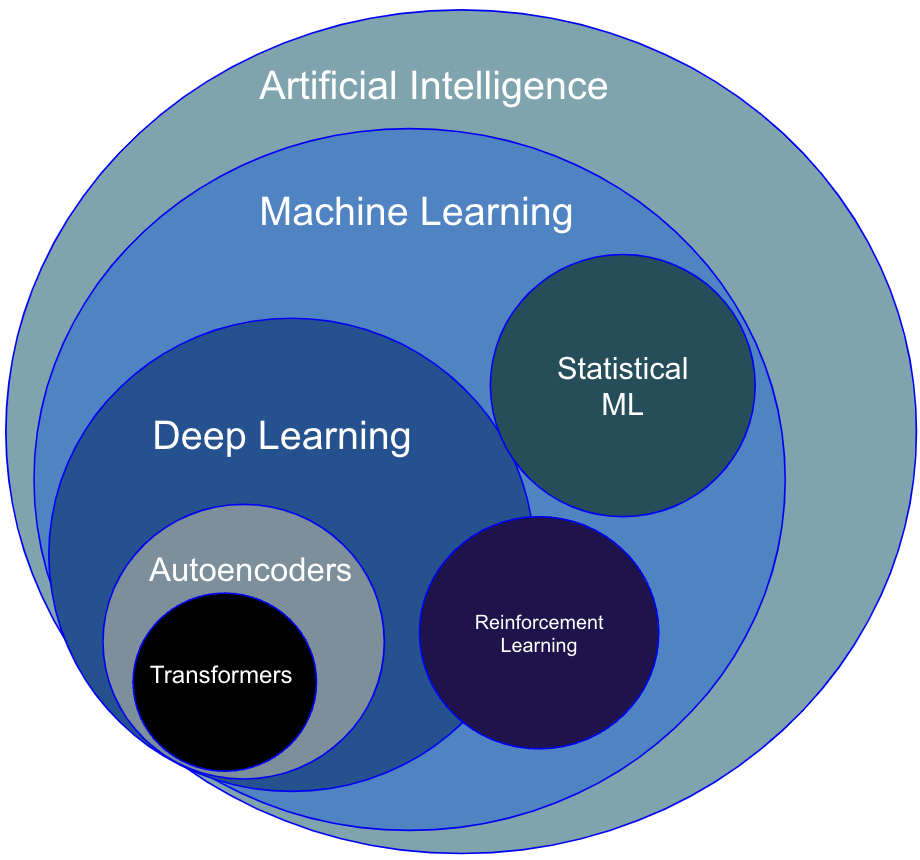 Artificial Intelligence
Machine Learning
Statistical
ML
Deep Learning
Autoencoders
Reinforcement
Learning
Transformers